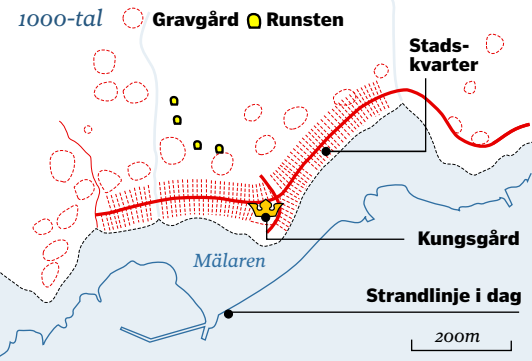 1000-tal
Gravgård
Runsten
Stads-
kvarter
Kungsgård
Mälaren
Strandlinje i dag
200m